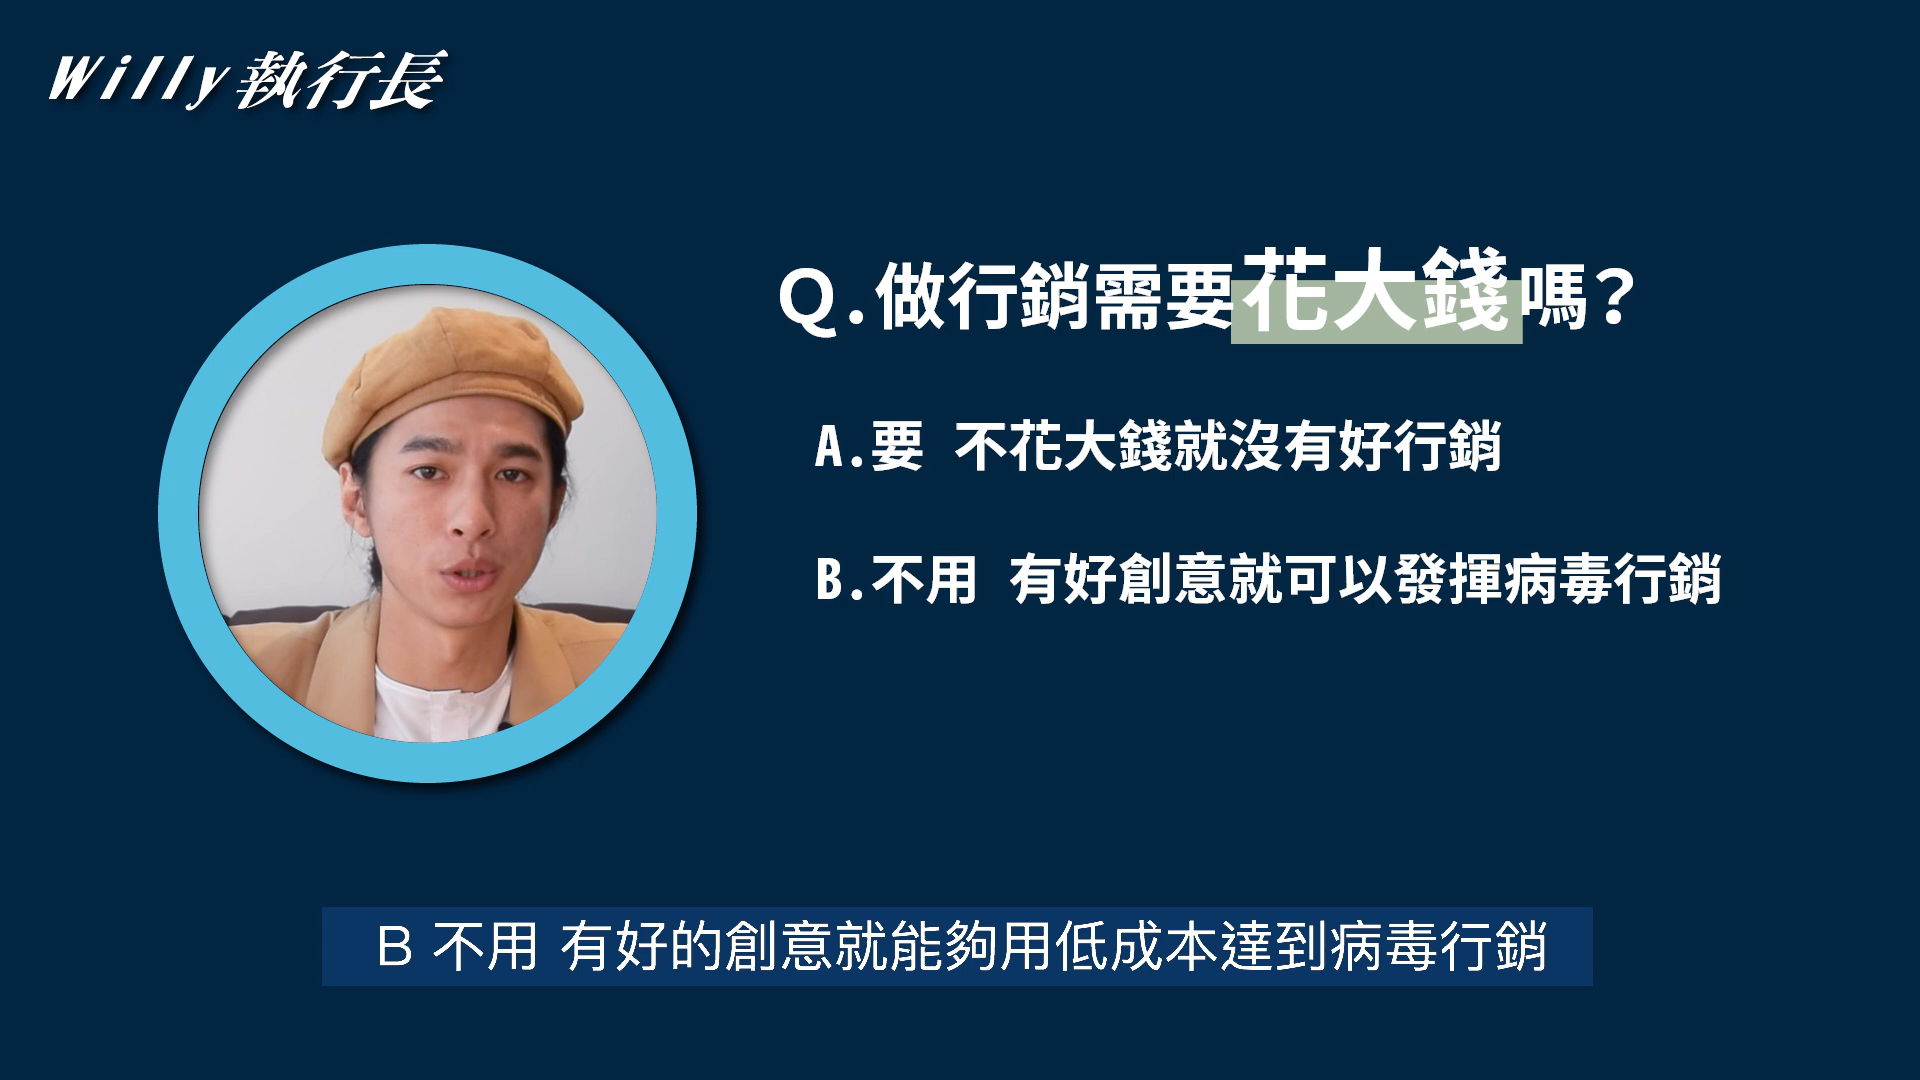 Willy執行長
Q.做行銷需要花大錢嗎?
A.要 不花大錢就沒有好行銷
B.不用 有好創意就可以發揮病毒行銷
B 不用 有好的創意就能夠用低成本達到病毒行銷